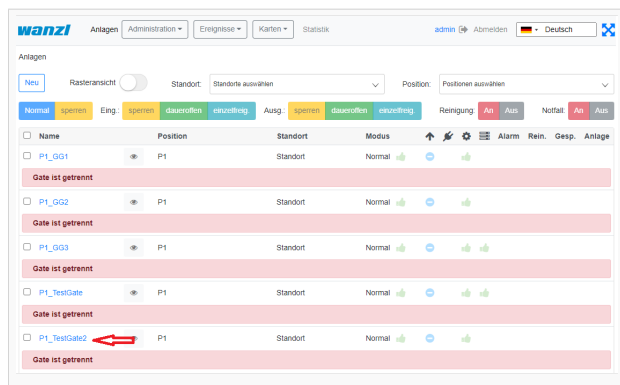 wanzl Anlagen Administration Ereignisse Karten Statistik admin Abmelden Deutsch
Anlagen
Neu Rasteransicht Standort: Standorte auswählen Position: Positionen auswählen
Normal sperren Eing.: sperren daueroffen einzelfreig. Ausg.: sperren daueroffen einzelfreig. Reinigung: An Aus Notfall: An Aus
Name Position Standort Modus Alarm Rein. Gesp. Anlage
P1_GG1 P1 Standort Normal
Gate ist getrennt
P1_GG2 P1 Standort Normal
Gate ist getrennt
P1_GG3 P1 Standort Normal
Gate ist getrennt
P1_TestGate P1 Standort Normal
Gate ist getrennt
P1_TestGate2 P1 Standort Normal
Gate ist getrennt